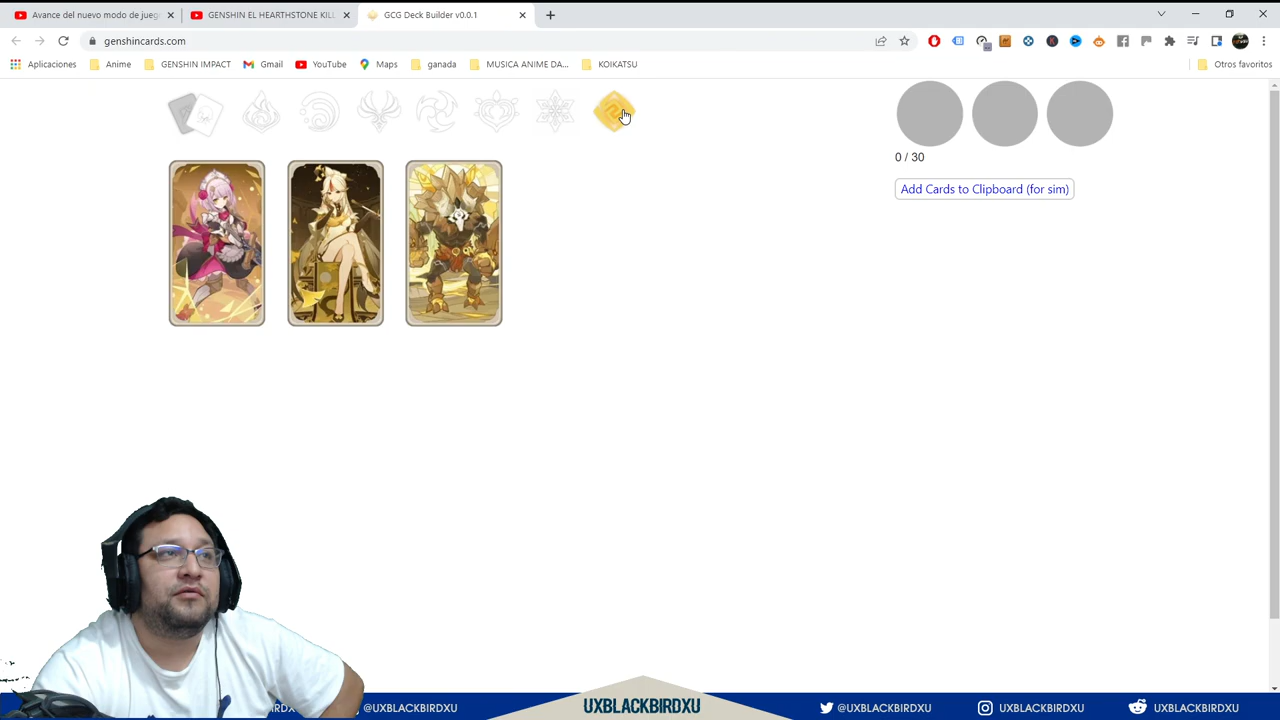 Avance del nuevo modo de jueg
GENSHIN EL HEARTHSTONE KILL
GCG Deck Builder v0.0.1
genshincards.com
Aplicaciones
Anime
GENSHIN IMPACT
Gmail
YouTube
Maps
ganada
MUSICA ANIME DA...
KOIKATSU
Otros favoritos
0 / 30
Add Cards to Clipboard (for sim)
@UXBLACKBIRDXU
UXBLACKBIRDXU
@UXBLACKBIRDXU
UXBLACKBIRDXU
UXBLACKBIRDXU